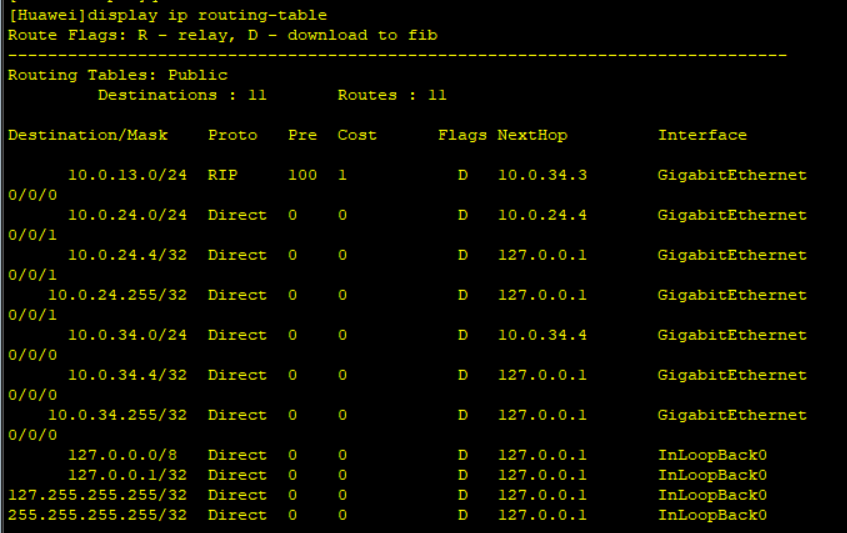 [Huawei]display ip routing-table
Route Flags: R - relay, D - download to fib
------------------------------------------------------------------------------
Routing Tables: Public
         Destinations : 11       Routes : 11

Destination/Mask    Proto   Pre  Cost      Flags NextHop         Interface

      10.0.13.0/24  RIP     100  1           D   10.0.34.3       GigabitEthernet
0/0/0
      10.0.24.0/24  Direct  0    0           D   10.0.24.4       GigabitEthernet
0/0/1
      10.0.24.4/32  Direct  0    0           D   127.0.0.1       GigabitEthernet
0/0/1
    10.0.24.255/32  Direct  0    0           D   127.0.0.1       GigabitEthernet
0/0/1
      10.0.34.0/24  Direct  0    0           D   10.0.34.4       GigabitEthernet
0/0/0
      10.0.34.4/32  Direct  0    0           D   127.0.0.1       GigabitEthernet
0/0/0
    10.0.34.255/32  Direct  0    0           D   127.0.0.1       GigabitEthernet
0/0/0
      127.0.0.0/8   Direct  0    0           D   127.0.0.1       InLoopBack0
      127.0.0.1/32  Direct  0    0           D   127.0.0.1       InLoopBack0
127.255.255.255/32  Direct  0    0           D   127.0.0.1       InLoopBack0
255.255.255.255/32  Direct  0    0           D   127.0.0.1       InLoopBack0